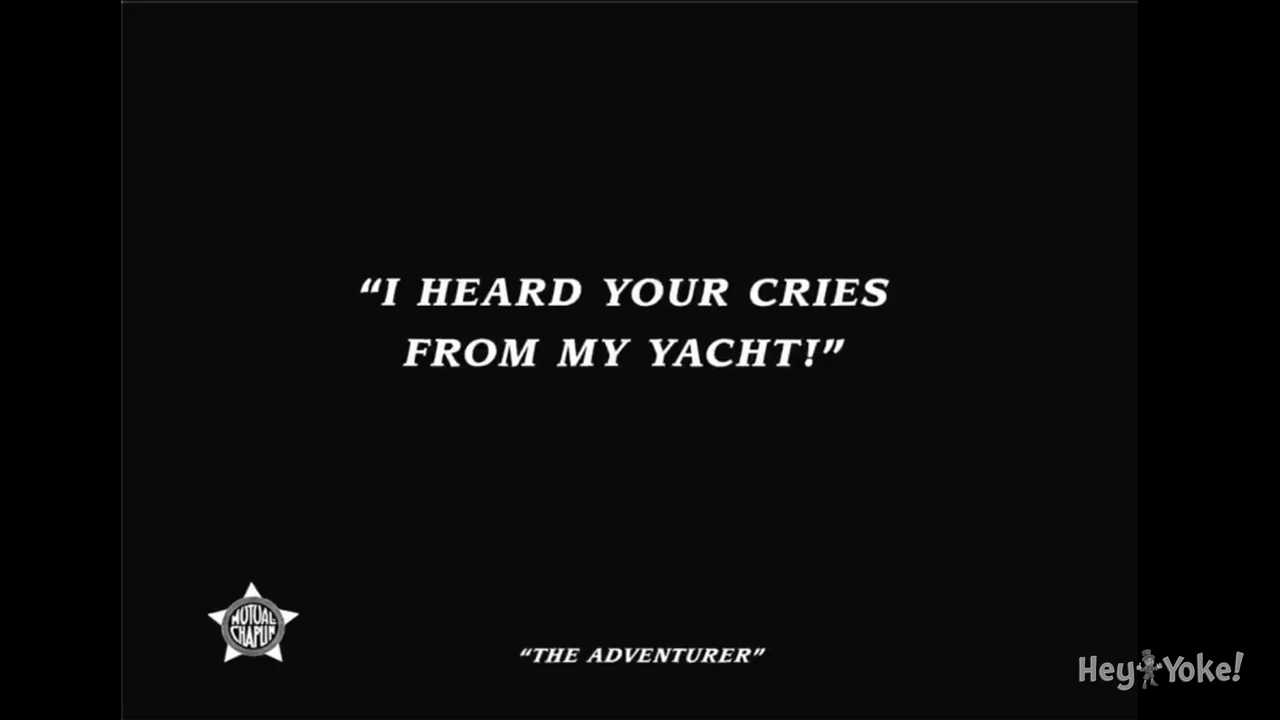 “I HEARD YOUR CRIES
FROM MY YACHT!”
MUTUAL
CHAPLIN
“THE ADVENTURER”
Hey Yoke!